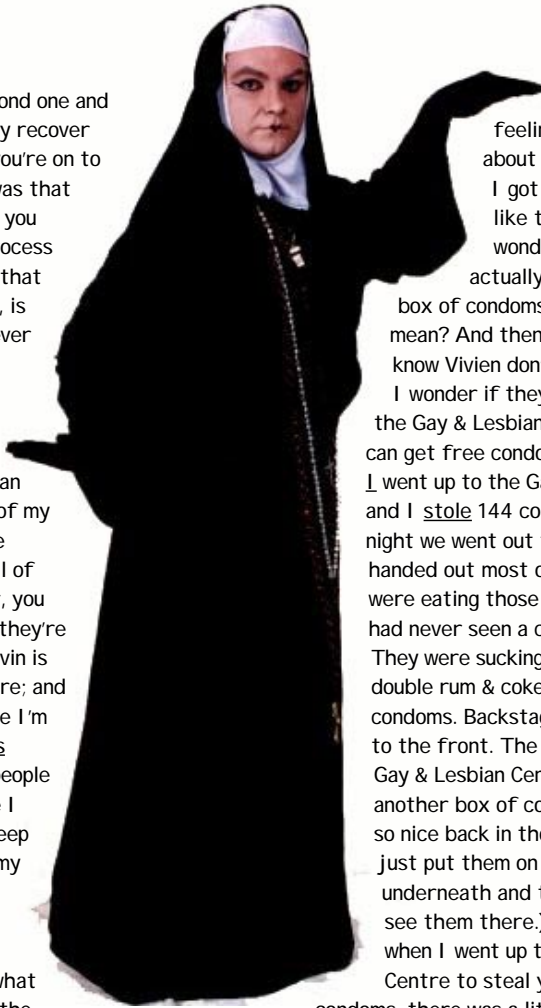 ond one and
y recover
ou're on to
as that
you
ocess
that
, is
ver
an
of my
e
l of
, you
they're
vin is
re; and
e I'm
s
people
e I
eep
my
what
the
feelin
about
I got
like t
wond
actually
box of condoms
mean? And then
know Vivien don
I wonder if they
the Gay & Lesbian
can get free condo
I went up to the Ga
and I stole 144 co
night we went out
handed out most o
were eating those
had never seen a c
They were sucking
double rum & coke
condoms. Backstag
to the front. The
Gay & Lesbian Cen
another box of co
so nice back in the
just put them on
underneath and t
see them there.)
when I went up t
Centre to steal y
condoms, there was a lit